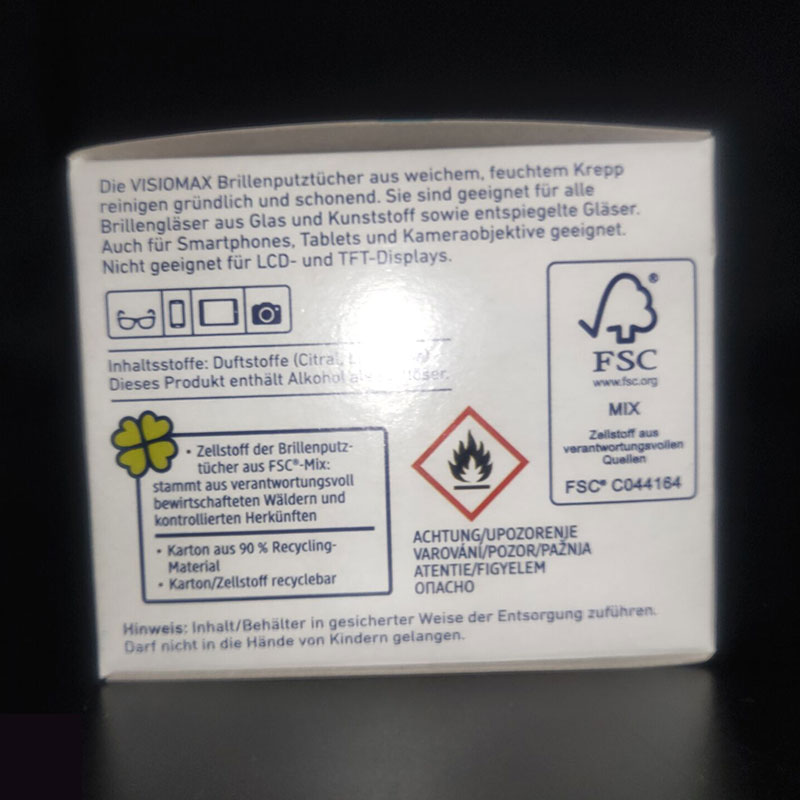 Die VISIOMAX Brillenputztücher aus weichem, feuchtem Krepp
reinigen gründlich und schonend. Sie sind geeignet für alle
Brillengläser aus Glas und Kunststoff sowie entspiegelte Gläser.
Auch für Smartphones, Tablets und Kameraobjektive geeignet.
Nicht geeignet für LCD- und TFT-Displays.
Inhaltsstoffe: Duftstoffe (Citral,
Dieses Produkt enthält Alkohol
• Zellstoff der Brillenputz-
tücher aus FSC®-Mix:
stammt aus verantwortungsvoll
bewirtschafteten Wäldern und
kontrollierten Herkünften
• Karton aus 90 % Recycling-
Material
• Karton/Zellstoff recyclebar
®
FSC
www.fsc.org
MIX
Zellstoff aus
verantwortungsvollen
Quellen
FSC® C044164
ACHTUNG/UPOZORENJE
VAROVÁNÍ/POZOR/PAŽNJA
ATENTIE/FIGYELEM
ОПАСНО
Hinweis: Inhalt/Behälter in gesicherter Weise der Entsorgung zuführen.
Darf nicht in die Hände von Kindern gelangen.